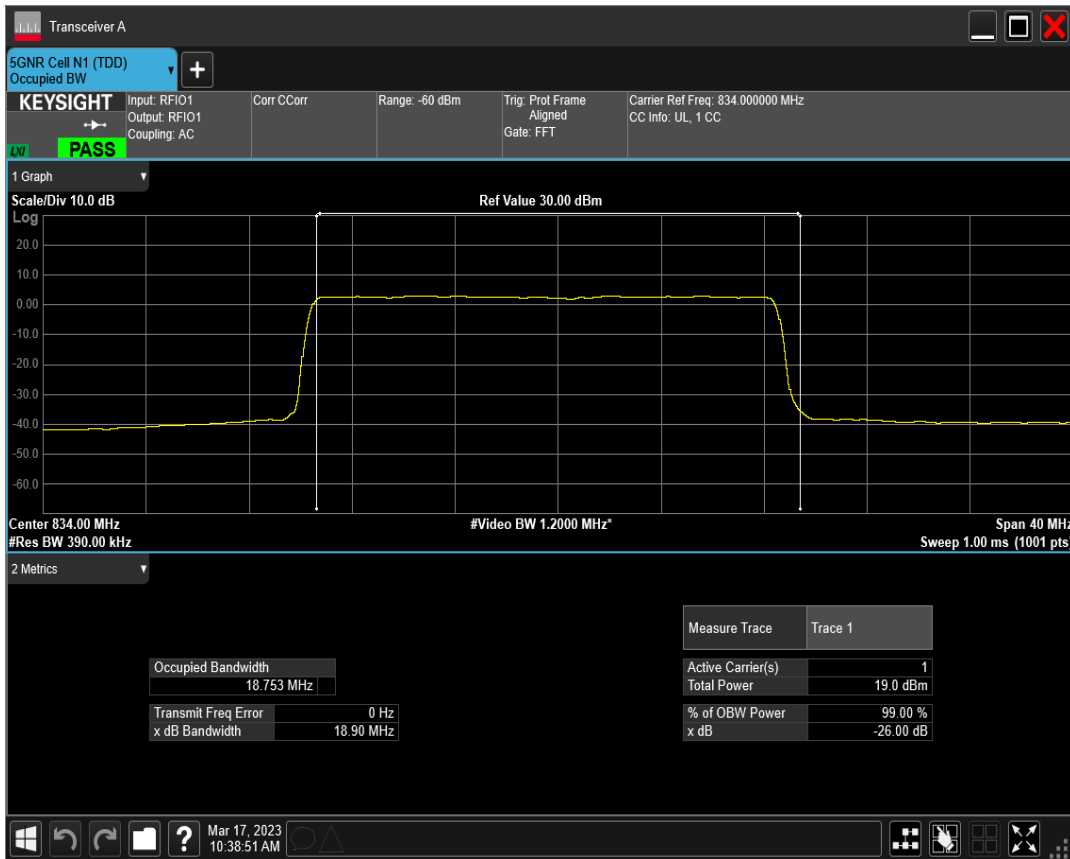 Transceiver A
5GNR Cell N1 (TDD)
Occupied BW
+
KEYSIGHT
LXI
PASS
Input: RFIO1
Output: RFIO1
Coupling: AC
Corr CCorr
Range: -60 dBm
Trig: Prot Frame
Aligned
Gate: FFT
Carrier Ref Freq: 834.000000 MHz
CC Info: UL, 1 CC
1 Graph
Scale/Div 10.0 dB
Ref Value 30.00 dBm
Log
20.0
10.0
0.00
-10.0
-20.0
-30.0
-40.0
-50.0
-60.0
Center 834.00 MHz
#Video BW 1.2000 MHz*
Span 40 MHz
#Res BW 390.00 kHz
Sweep 1.00 ms (1001 pts)
2 Metrics
Measure Trace Trace 1
Occupied Bandwidth
18.753 MHz
Active Carrier(s) 1
Total Power 19.0 dBm
Transmit Freq Error 0 Hz
x dB Bandwidth 18.90 MHz
% of OBW Power 99.00 %
x dB -26.00 dB
?
Mar 17, 2023
10:38:51 AM